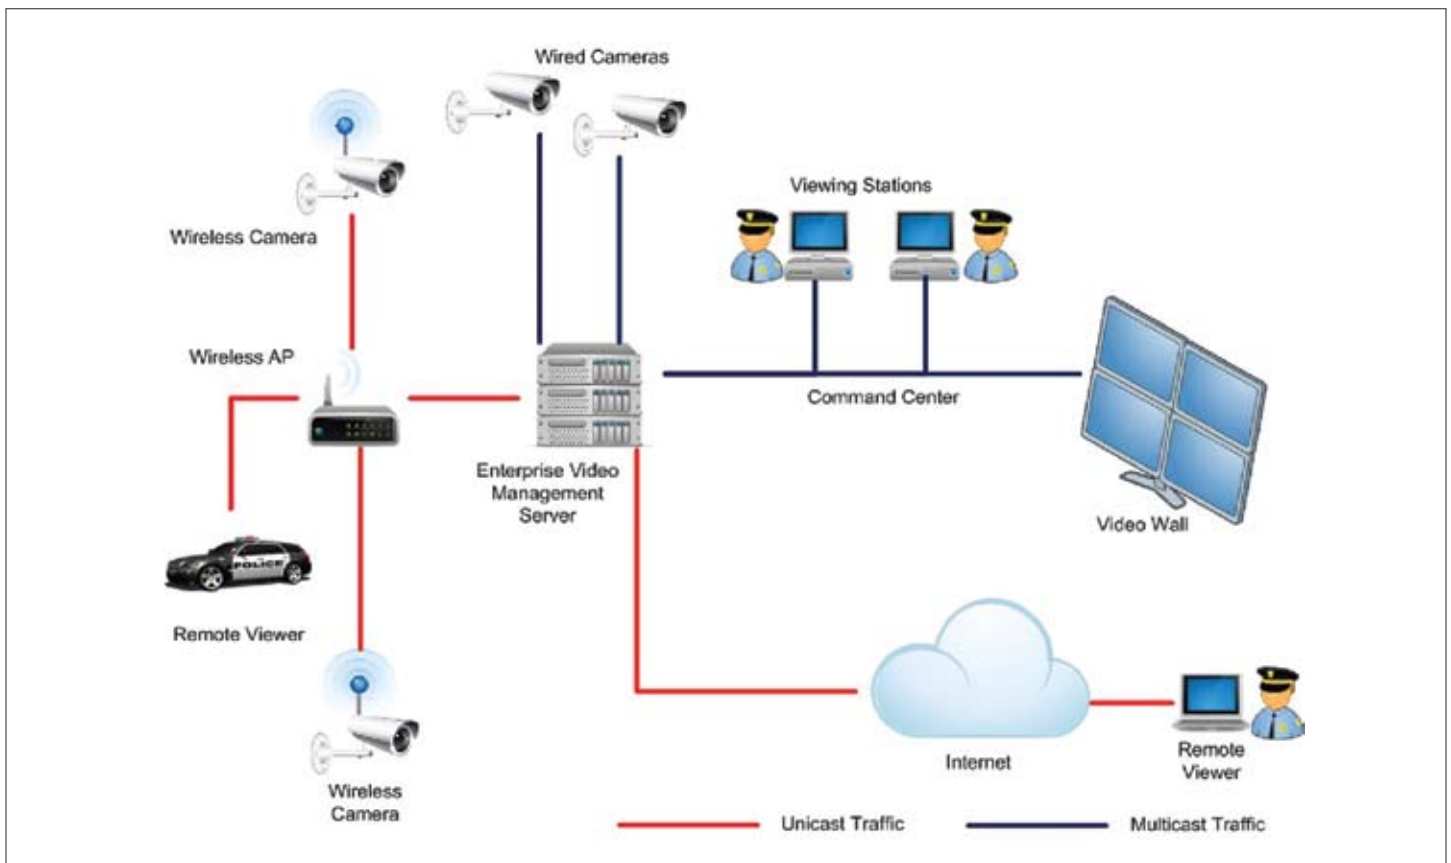 Wired Cameras
Viewing Stations
Wireless Camera
Wireless AP
Command Center
Enterprise Video
Management
Server
Video Wall
POLICE
Remote Viewer
Internet
Remote
Viewer
Wireless
Camera
Unicast Traffic
Multicast Traffic